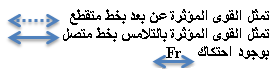 تمثل القوى المؤثرة عن بعد بخط متقطع
تمثل القوى المؤثرة بالتلامس بخط متصل
بوجود احتكاك Fr